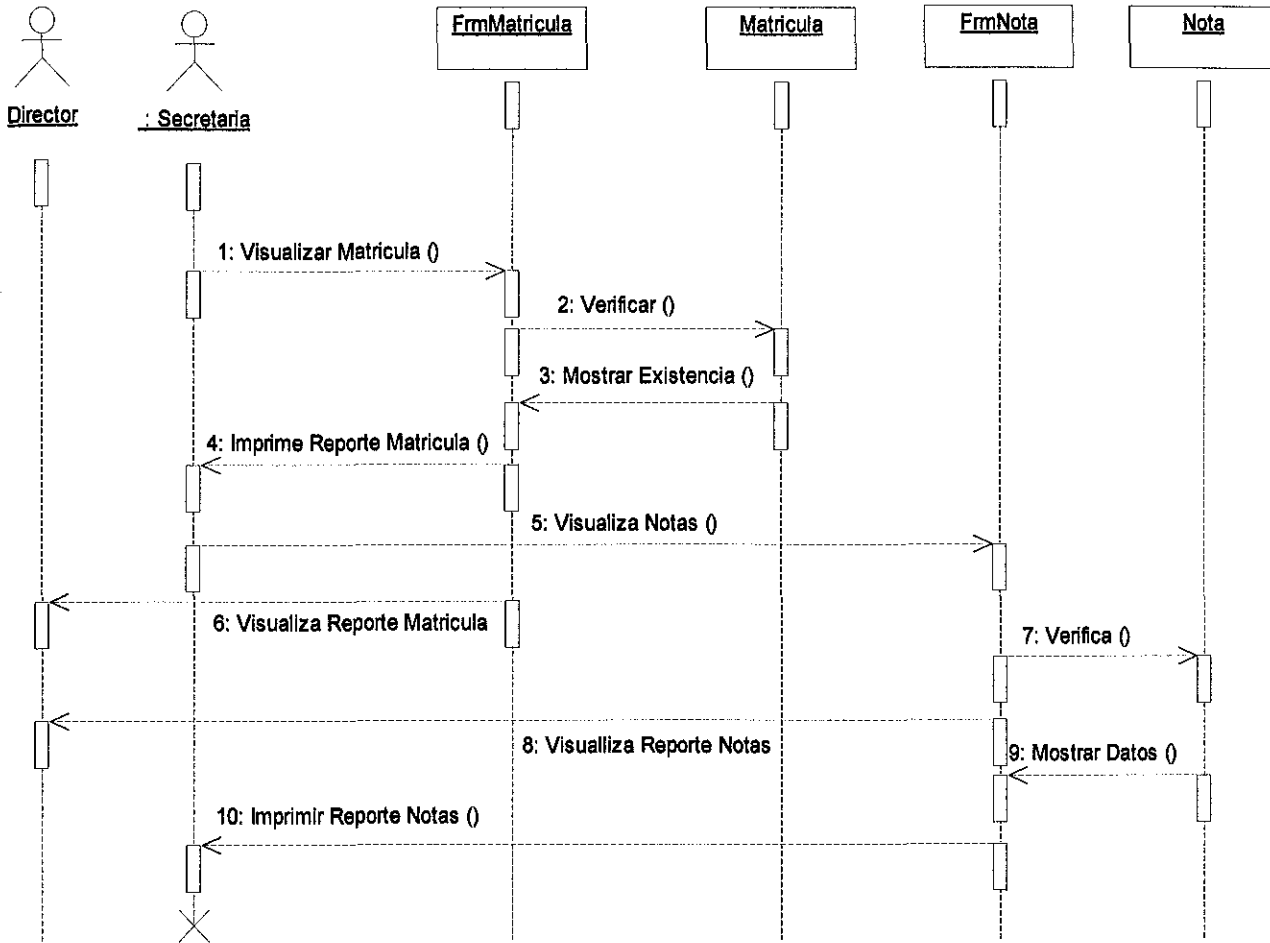 FrmMatricula
Matricula
FrmNota
Nota
Director
: Secretaria
1: Visualizar Matricula ()
2: Verificar ()
3: Mostrar Existencia ()
4: Imprime Reporte Matricula ()
5: Visualiza Notas ()
6: Visualiza Reporte Matricula
7: Verifica ()
8: Visualliza Reporte Notas
9: Mostrar Datos ()
10: Imprimir Reporte Notas ()